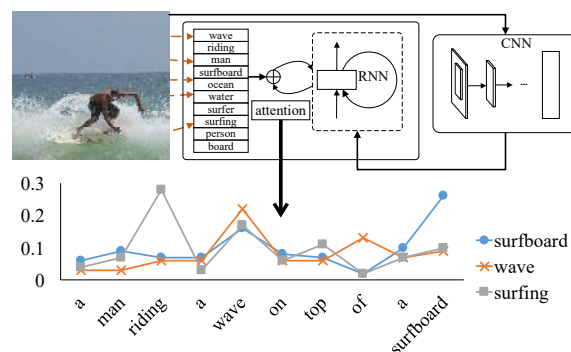 wave
riding
man
surfboard
ocean
water
surfer
surfing
person
board
attention
RNN
CNN
...
0.3
0.2
0.1
0
a
man
riding
a
wave
on
top
of
a
surfboard
surfboard
wave
surfing